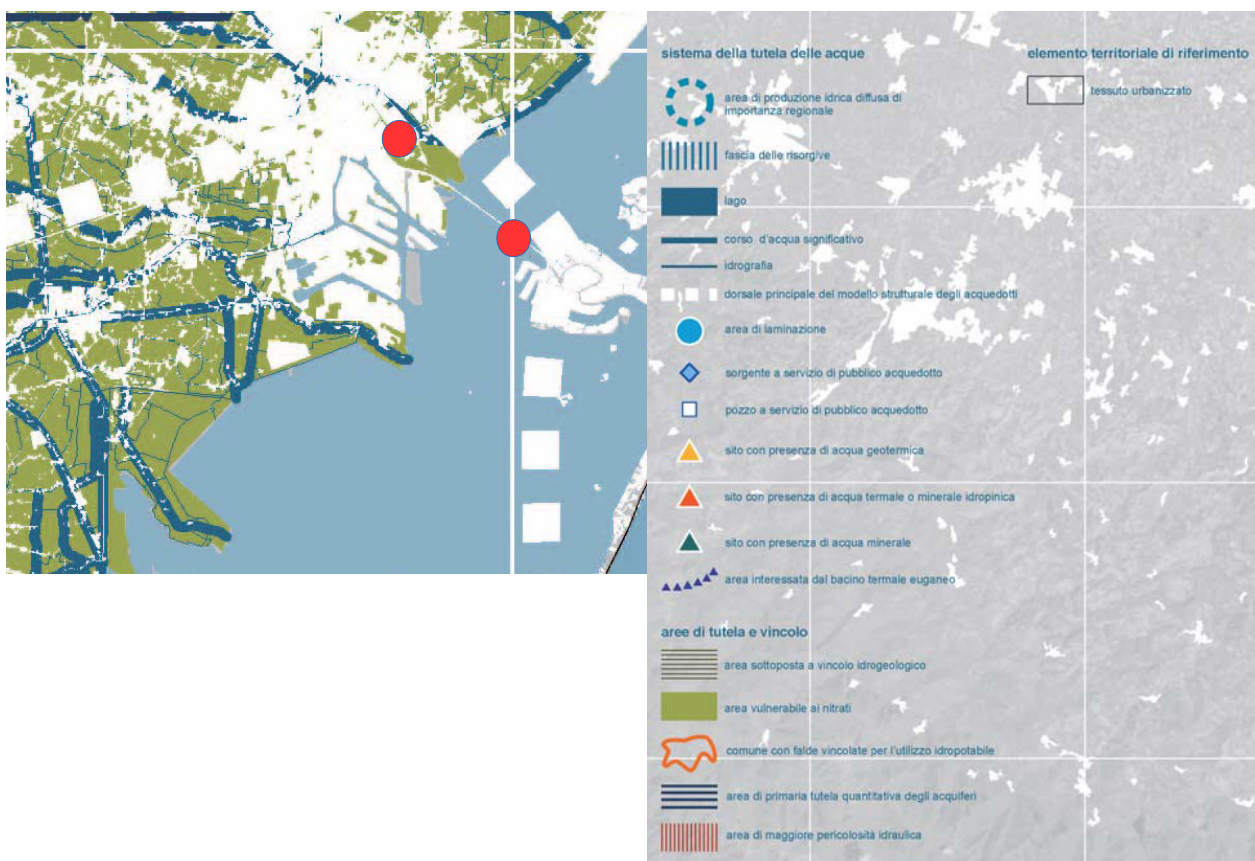 sistema della tutela delle acque
area di produzione idrica diffusa di
importanza regionale
fascia delle risorgive
lago
corso d'acqua significativo
idrografia
dorsale principale del modello strutturale degli acquedotti
area di laminazione
sorgente a servizio di pubblico acquedotto
pozzo a servizio di pubblico acquedotto
sito con presenza di acqua geotermica
sito con presenza di acqua termale o minerale idropinica
sito con presenza di acqua minerale
area interessata dal bacino termale euganeo
aree di tutela e vincolo
area sottoposta a vincolo idrogeologico
area vulnerabile ai nitrati
comune con falde vincolate per l'utilizzo idropotabile
area di primaria tutela quantitativa degli acquiferi
area di maggiore pericolosità idraulica
elemento territoriale di riferimento
tessuto urbanizzato